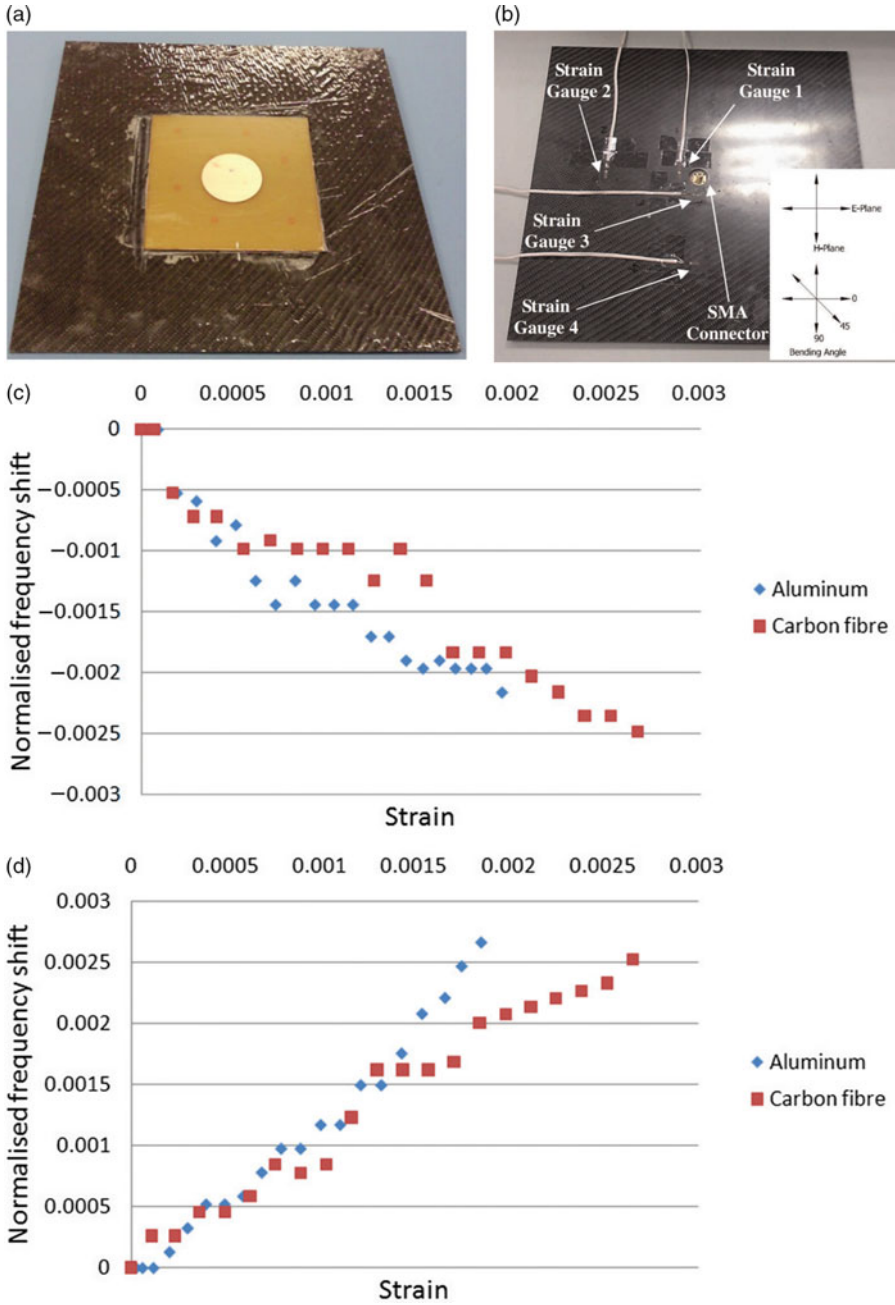 (a)
(b)
Strain
Gauge 2
Strain
Gauge 1
Strain
Gauge 3
Strain
Gauge 4
SMA
Connector
E-Plane
H-Plane
0
45
90
Bending Angle
(c)
0 0.0005 0.001 0.0015 0.002 0.0025 0.003
0
−0.0005
−0.001
−0.0015
−0.002
−0.0025
−0.003
Normalised frequency shift
Strain
Aluminum
Carbon fibre
(d)
0 0.0005 0.001 0.0015 0.002 0.0025 0.003
0.003
0.0025
0.002
0.0015
0.001
0.0005
0
Normalised frequency shift
Strain
Aluminum
Carbon fibre